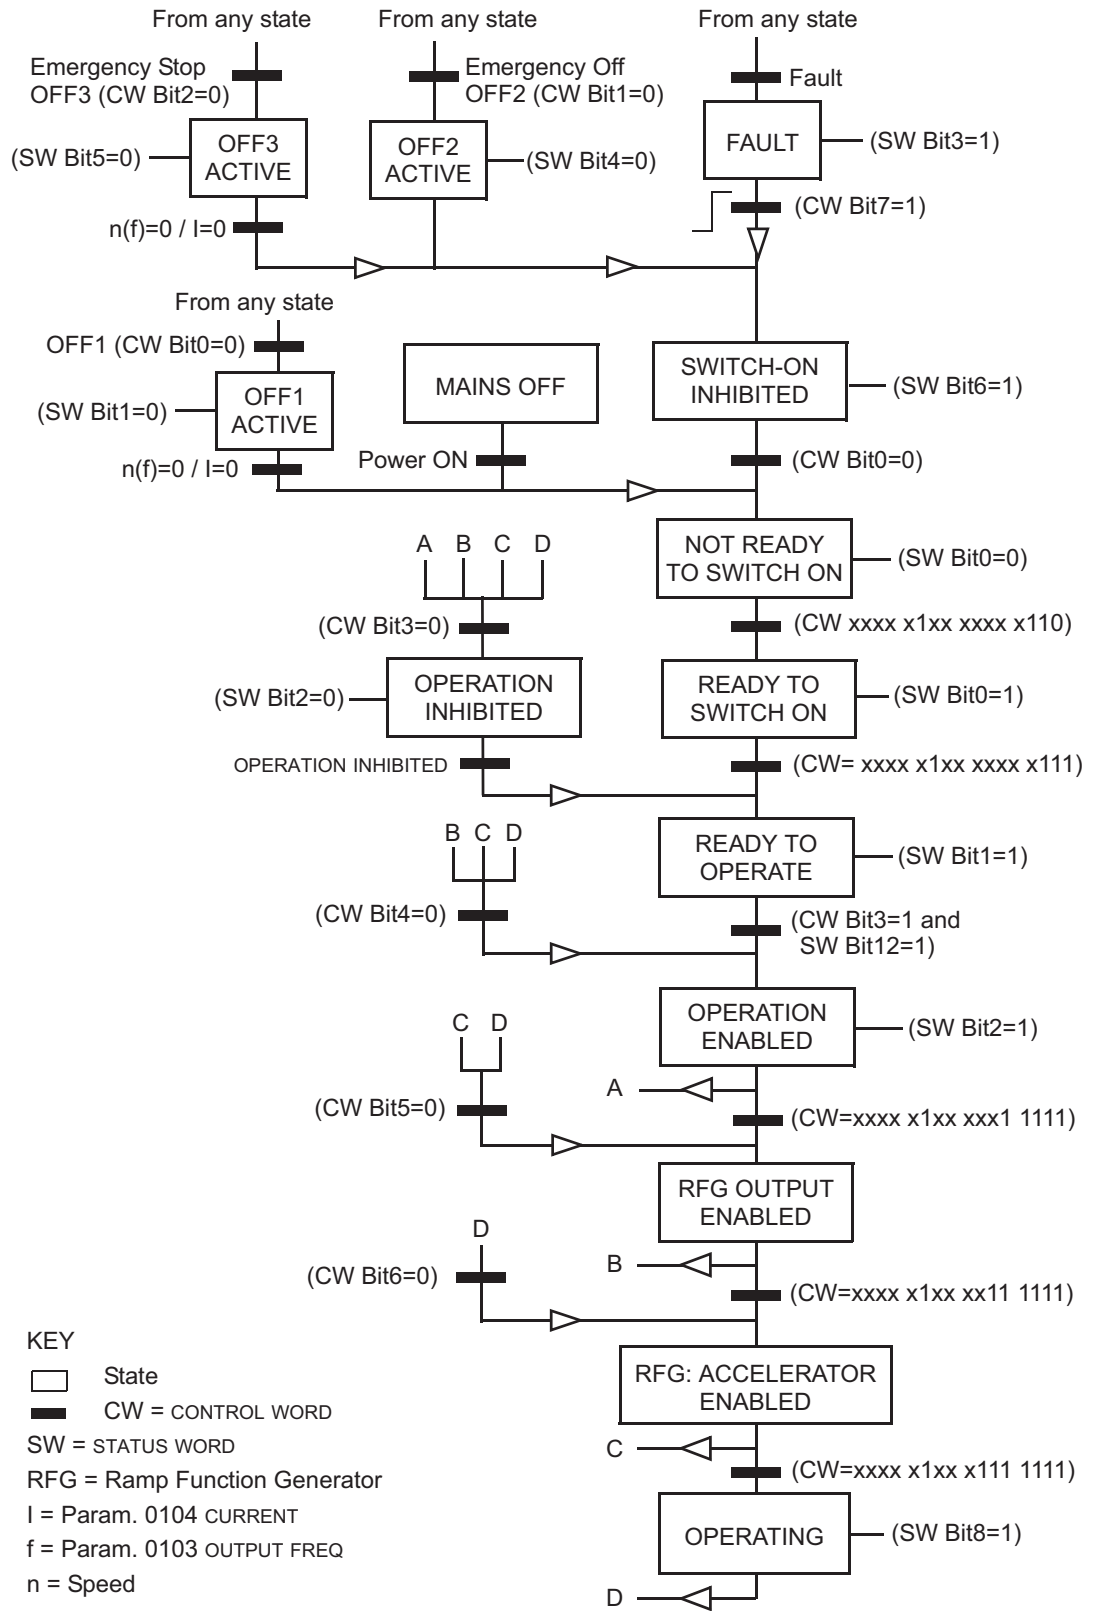 From any state
From any state
From any state
Emergency Stop
OFF3 (CW Bit2=0)
Emergency Off
OFF2 (CW Bit1=0)
Fault
(SW Bit5=0)
OFF3
ACTIVE
OFF2
ACTIVE
(SW Bit4=0)
FAULT
(SW Bit3=1)
n(f)=0 / I=0
(CW Bit7=1)
From any state
OFF1 (CW Bit0=0)
(SW Bit1=0)
OFF1
ACTIVE
n(f)=0 / I=0
MAINS OFF
Power ON
SWITCH-ON
INHIBITED
(SW Bit6=1)
(CW Bit0=0)
NOT READY
TO SWITCH ON
(SW Bit0=0)
A B C D
(CW Bit3=0)
(CW xxxx x1xx xxxx x110)
(SW Bit2=0)
OPERATION
INHIBITED
READY TO
SWITCH ON
(SW Bit0=1)
OPERATION INHIBITED
(CW= xxxx x1xx xxxx x111)
B C D
READY TO
OPERATE
(SW Bit1=1)
(CW Bit4=0)
(CW Bit3=1 and
SW Bit12=1)
OPERATION
ENABLED
(SW Bit2=1)
C D
A
(CW Bit5=0)
(CW=xxxx x1xx xxx1 1111)
RFG OUTPUT
ENABLED
D
B
(CW Bit6=0)
(CW=xxxx x1xx xx11 1111)
RFG: ACCELERATOR
ENABLED
C
(CW=xxxx x1xx x111 1111)
OPERATING
(SW Bit8=1)
D
KEY
State
CW = CONTROL WORD
SW = STATUS WORD
RFG = Ramp Function Generator
I = Param. 0104 CURRENT
f = Param. 0103 OUTPUT FREQ
n = Speed